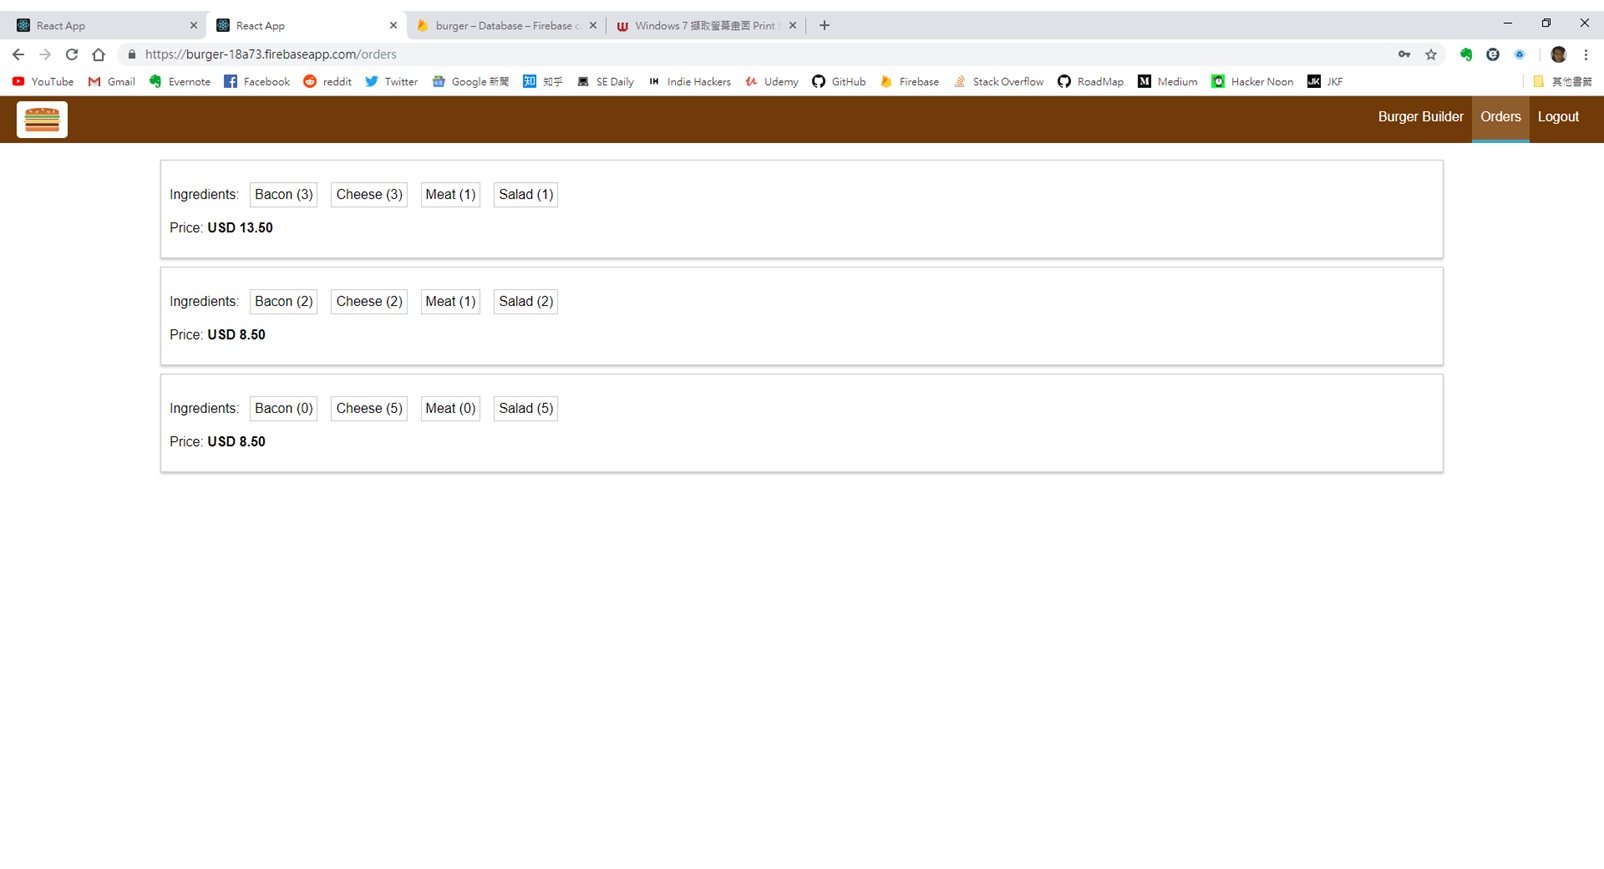 React App
React App
burger – Database – Firebase c
Windows 7 擷取螢幕畫面 Print S
https://burger-18a73.firebaseapp.com/orders
YouTube Gmail Evernote Facebook reddit Twitter Google 新聞 知乎 SE Daily IH Indie Hackers Udemy GitHub Firebase Stack Overflow RoadMap Medium Hacker Noon JK JKF 其他書籤
Burger Builder Orders Logout
Ingredients: Bacon (3) Cheese (3) Meat (1) Salad (1)
Price: USD 13.50
Ingredients: Bacon (2) Cheese (2) Meat (1) Salad (2)
Price: USD 8.50
Ingredients: Bacon (0) Cheese (5) Meat (0) Salad (5)
Price: USD 8.50